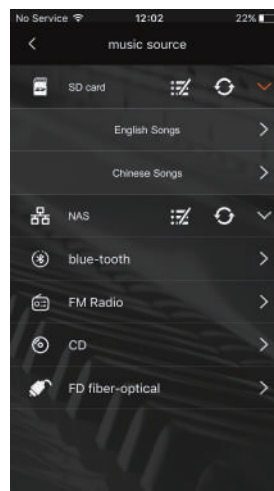 No Service 12:02 22%
music source
SD card
English Songs
Chinese Songs
NAS
blue-tooth
FM Radio
CD
FD fiber-optical